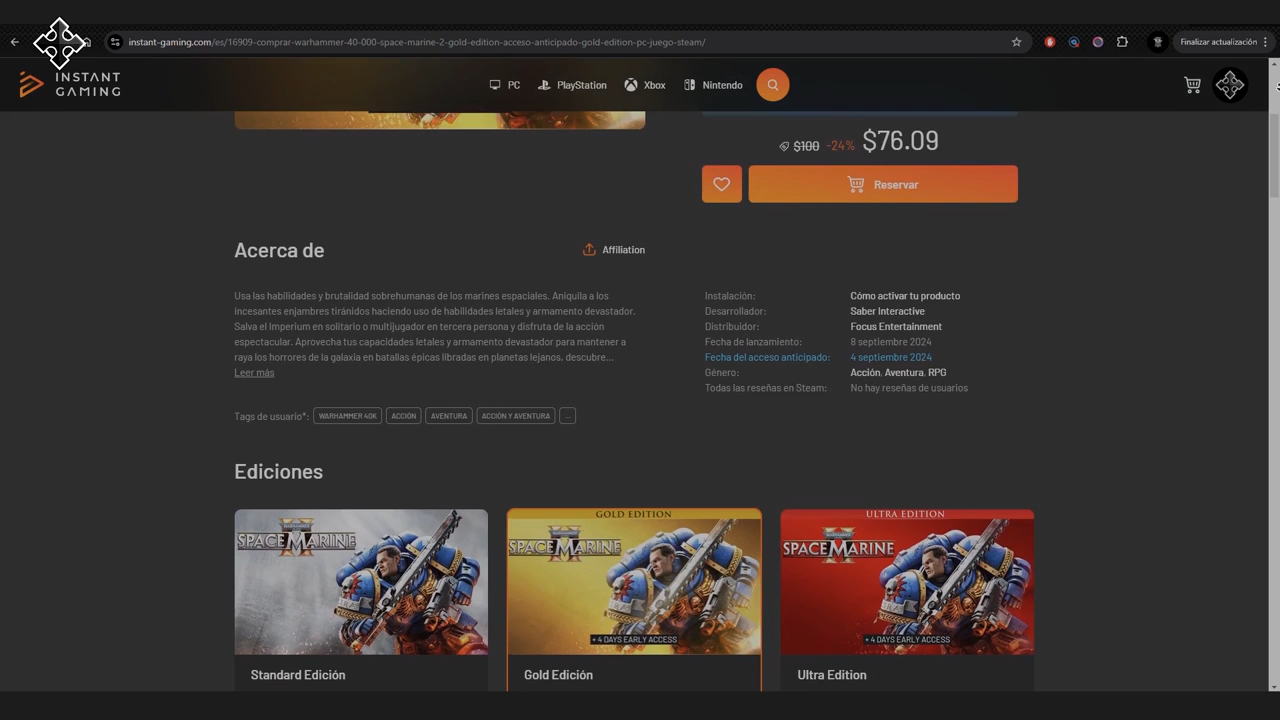 instant-gaming.com/es/16909-comprar-warhammer-40-000-space-marine-2-gold-edition-acceso-anticipado-gold-edition-pc-juego-steam/
Finalizar actualización
INSTANT GAMING
PC
PlayStation
Xbox
Nintendo
$100 -24% $76.09
Reservar
Acerca de
Affiliation
Usa las habilidades y brutalidad sobrehumanas de los marines espaciales. Aniquila a los
incesantes enjambres tiránidos haciendo uso de habilidades letales y armamento devastador.
Salva el Imperium en solitario o multijugador en tercera persona y disfruta de la acción
espectacular. Aprovecha tus capacidades letales y armamento devastador para mantener a
raya los horrores de la galaxia en batallas épicas libradas en planetas lejanos, descubre...
Leer más
Instalación: Cómo activar tu producto
Desarrollador: Saber Interactive
Distribuidor: Focus Entertainment
Fecha de lanzamiento: 8 septiembre 2024
Fecha del acceso anticipado: 4 septiembre 2024
Género: Acción, Aventura, RPG
Todas las reseñas en Steam: No hay reseñas de usuarios
Tags de usuario*: WARHAMMER 40K ACCIÓN AVENTURA ACCIÓN Y AVENTURA ...
Ediciones
SPACE MARINE
II
GOLD EDITION
SPACE MARINE
II
+ 4 DAYS EARLY ACCESS
ULTRA EDITION
SPACE MARINE
II
+ 4 DAYS EARLY ACCESS
Standard Edición
Gold Edición
Ultra Edition